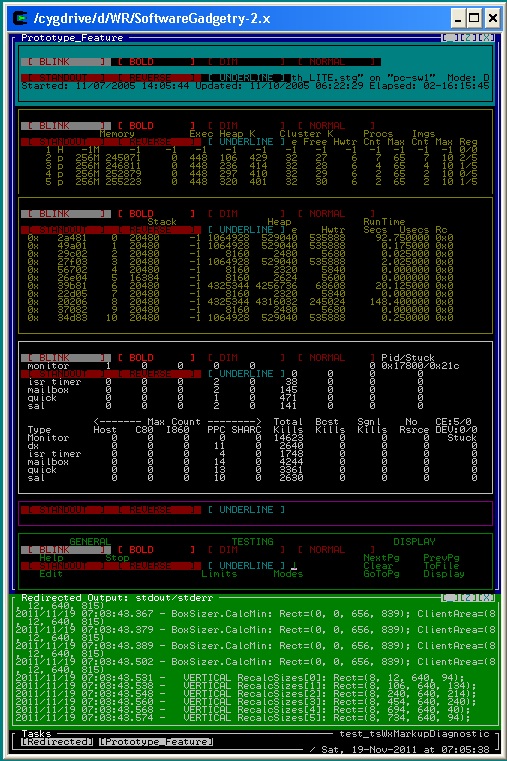 /cygdrive/d/WR/SoftwareGadgetry-2.x
Prototype_Feature [_][Z][X]
[ BLINK ] [ BOLD ] [ DIM ] [ NORMAL ]
[ STANDOUT ] [ REVERSE ] [ UNDERLINE ] th_LITE.stg" on "pc-sw1" Mode: D
Started: 11/07/2005 14:05:44 Updated: 11/10/2005 06:22:29 Elapsed: 02-16:15:45
[ BLINK ] [ BOLD ] [ DIM ] [ NORMAL ]
Memory Exec Heap K Cluster K Procs Imgs
[ STANDOUT ] [ REVERSE ] [ UNDERLINE ] e Free Hwtr Cnt Max Cnt Max Reg
1 H -1M -1 -1 -1 -1 -1 -1 -1 -1 -1 -1 -1 0/0
2 p 256M 245071 0 448 106 429 32 27 6 7 65 7 10 2/5
3 p 256M 246811 0 448 236 414 32 29 6 2 65 2 10 2/5
4 p 256M 252879 0 448 297 410 32 29 6 2 65 2 10 2/5
5 p 256M 255223 0 448 320 401 32 30 6 2 65 2 10 1/5
[ BLINK ] [ BOLD ] [ DIM ] [ NORMAL ]
Stack Heap RunTime
[ STANDOUT ] [ REVERSE ] [ UNDERLINE ] e Hwtr Secs Usecs Rc
0x 2a481 0 20480 -1 1064928 529040 535888 92.750000 0x0
0x 49a01 1 20480 -1 8160 2640 5520 0.175000 0x0
0x 29c02 2 20480 -1 8160 2480 5680 0.025000 0x0
0x 47f03 3 20480 -1 1064928 529040 535888 2.025000 0x0
0x 56702 4 20480 -1 8160 2320 5840 0.000000 0x0
0x 26e04 5 16384 -1 8160 2624 5600 0.000000 0x0
0x 39b81 6 20480 -1 4325344 4256736 68608 20.125000 0x0
0x 22d05 7 20480 -1 8160 2320 5840 0.000000 0x0
0x 20206 8 20480 -1 4325344 4316032 245024 148.400000 0x0
0x 37082 9 20480 -1 8160 2480 5680 0.000000 0x0
0x 34d83 10 20480 -1 1064928 529040 535888 0.250000 0x0
[ BLINK ] [ BOLD ] [ DIM ] [ NORMAL ] Pid/Stuck
monitor 1 0 0 0 0 0 0 0 0x17800/0x21c
[ STANDOUT ] [ REVERSE ] [ UNDERLINE ] 0 0 0
isr timer 0 0 0 2 0 38 0 0 0
mailbox 0 0 0 2 0 145 0 0 0
quick 0 0 0 1 0 471 0 0 0
sal 0 0 0 2 0 141 0 0 0
<------- Max Count --------> Total Bcst Sgnl No CE:5/0
Type Host C80 I860 PPC SHARC Kills Kills Kills Rsrce DEV:0/0
Monitor 0 0 0 0 0 14623 0 0 0 Stuck
dx 0 0 0 11 0 2640 0 0 0
isr timer 0 0 0 4 0 1748 0 0 0
mailbox 0 0 0 14 0 4244 0 0 0
quick 0 0 0 13 0 3361 0 0 0
sal 0 0 0 10 0 2630 0 0 0
[ STANDOUT ] [ REVERSE ] [ UNDERLINE ]
GENERAL TESTING DISPLAY
[ BLINK ] [ BOLD ] [ DIM ] [ NORMAL ]
Help Stop NextPg PrevPg
[ STANDOUT ] [ REVERSE ] [ UNDERLINE ] Clear ToFile
Edit Limits Modes GoToPg Display
Redirected Output: stdout/stderr [_][Z][X]
, 12, 640, 815)
2011/11/19 07:03:43.367 - BoxSizer.CalcMin: Rect=(0, 0, 656, 839); ClientArea=(8
, 12, 640, 815)
2011/11/19 07:03:43.379 - BoxSizer.CalcMin: Rect=(0, 0, 656, 839); ClientArea=(8
, 12, 640, 815)
2011/11/19 07:03:43.389 - BoxSizer.CalcMin: Rect=(0, 0, 656, 839); ClientArea=(8
, 12, 640, 815)
2011/11/19 07:03:43.502 - BoxSizer.CalcMin: Rect=(0, 0, 656, 839); ClientArea=(8
, 12, 640, 815)
2011/11/19 07:03:43.531 - VERTICAL RecalcSizes[0]: Rect=(8, 12, 640, 94);
2011/11/19 07:03:43.538 - VERTICAL RecalcSizes[1]: Rect=(8, 106, 640, 134);
2011/11/19 07:03:43.548 - VERTICAL RecalcSizes[2]: Rect=(8, 240, 640, 214);
2011/11/19 07:03:43.560 - VERTICAL RecalcSizes[3]: Rect=(8, 454, 640, 240);
2011/11/19 07:03:43.568 - VERTICAL RecalcSizes[4]: Rect=(8, 694, 640, 40);
2011/11/19 07:03:43.574 - VERTICAL RecalcSizes[5]: Rect=(8, 734, 640, 94);
Tasks test_tsWxMarkupDiagnostic
[Redirected] [Prototype_Feature]
/ Sat, 19-Nov-2011 at 07:05:38